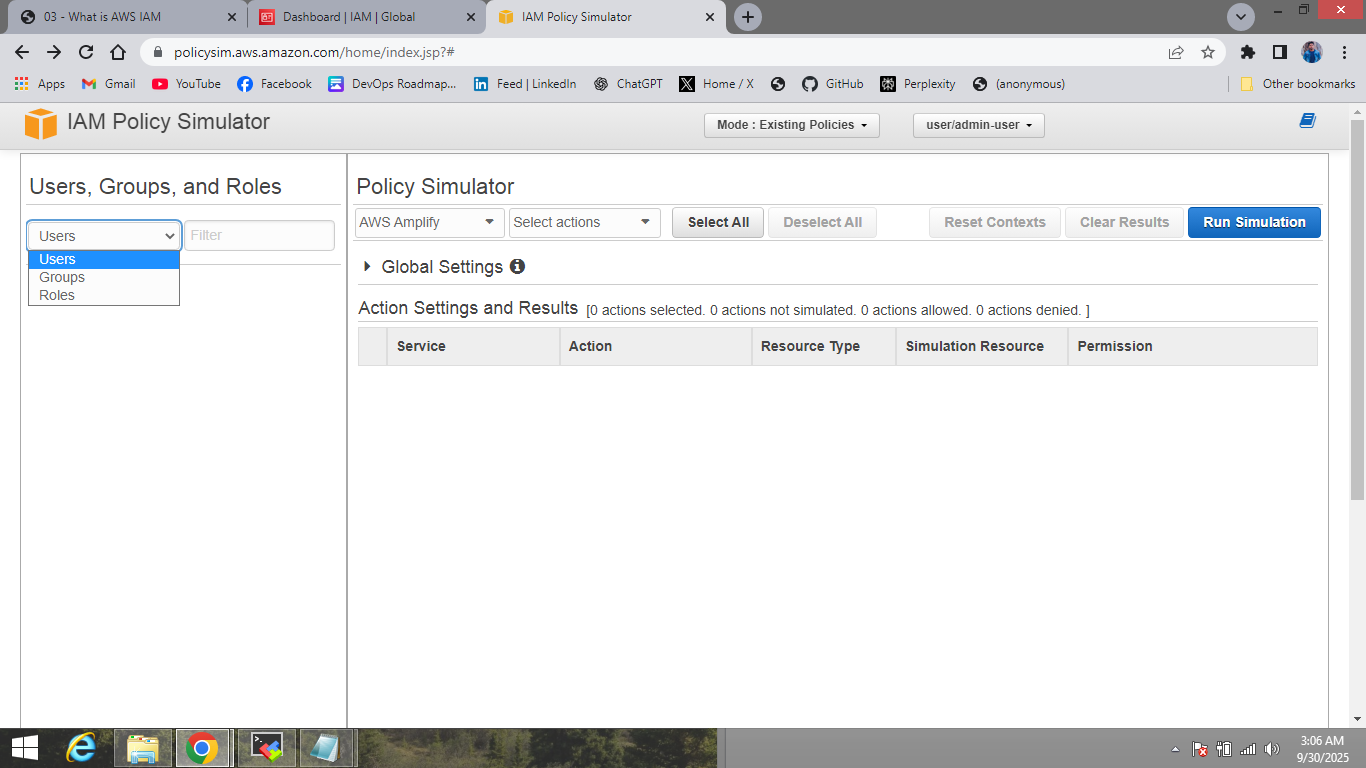 03 - What is AWS IAM
Dashboard | IAM | Global
IAM Policy Simulator
policysim.aws.amazon.com/home/index.jsp?#
Apps
Gmail
YouTube
Facebook
DevOps Roadmap...
Feed | LinkedIn
ChatGPT
Home / X
GitHub
Perplexity
(anonymous)
Other bookmarks
IAM Policy Simulator
Mode : Existing Policies
user/admin-user
Users, Groups, and Roles
Users
Filter
Users
Groups
Roles
Policy Simulator
AWS Amplify
Select actions
Select All
Deselect All
Reset Contexts
Clear Results
Run Simulation
Global Settings
Action Settings and Results [0 actions selected. 0 actions not simulated. 0 actions allowed. 0 actions denied. ]
Service Action Resource Type Simulation Resource Permission
3:06 AM
9/30/2025